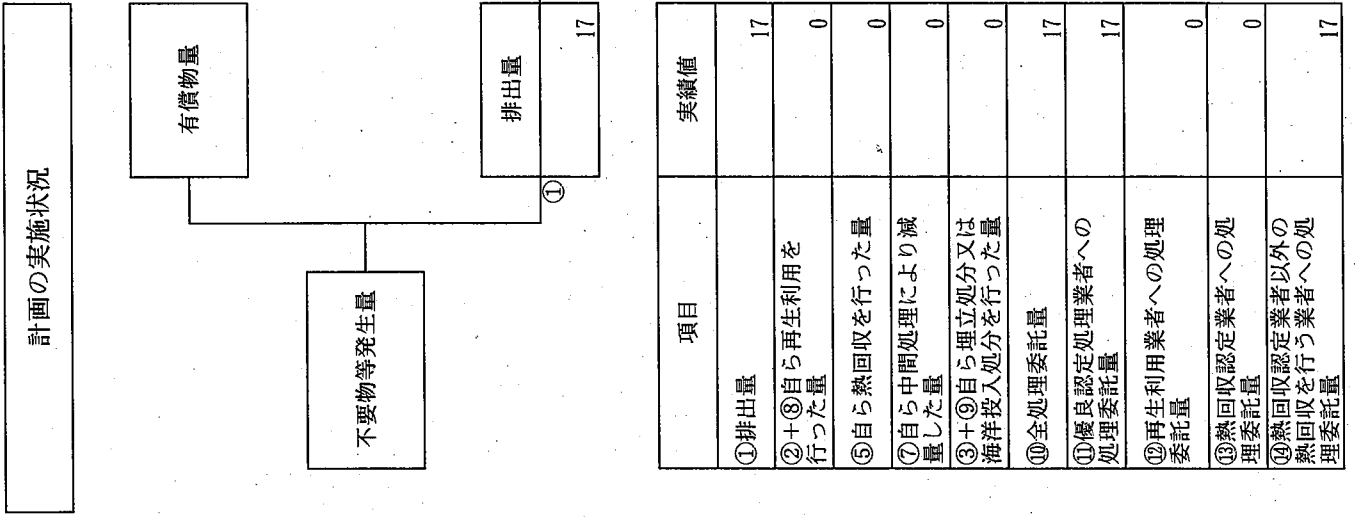 計画の実施状況
有償物量
不要物等発生量
排出量
①
17
項目
実績値
①排出量
17
②+⑧自ら再生利用を
行った量
0
⑤自ら熱回収を行った量
0
⑦自ら中間処理により減
量した量
0
③+⑨自ら埋立処分又は
海洋投入処分を行った量
0
⑩全処理委託量
17
⑪優良認定処理業者への
処理委託量
17
⑫再生利用業者への処理
委託量
0
⑬熱回収認定業者への処
理委託量
0
⑭熱回収認定業者以外の
熱回収を行う業者への処
理委託量
17